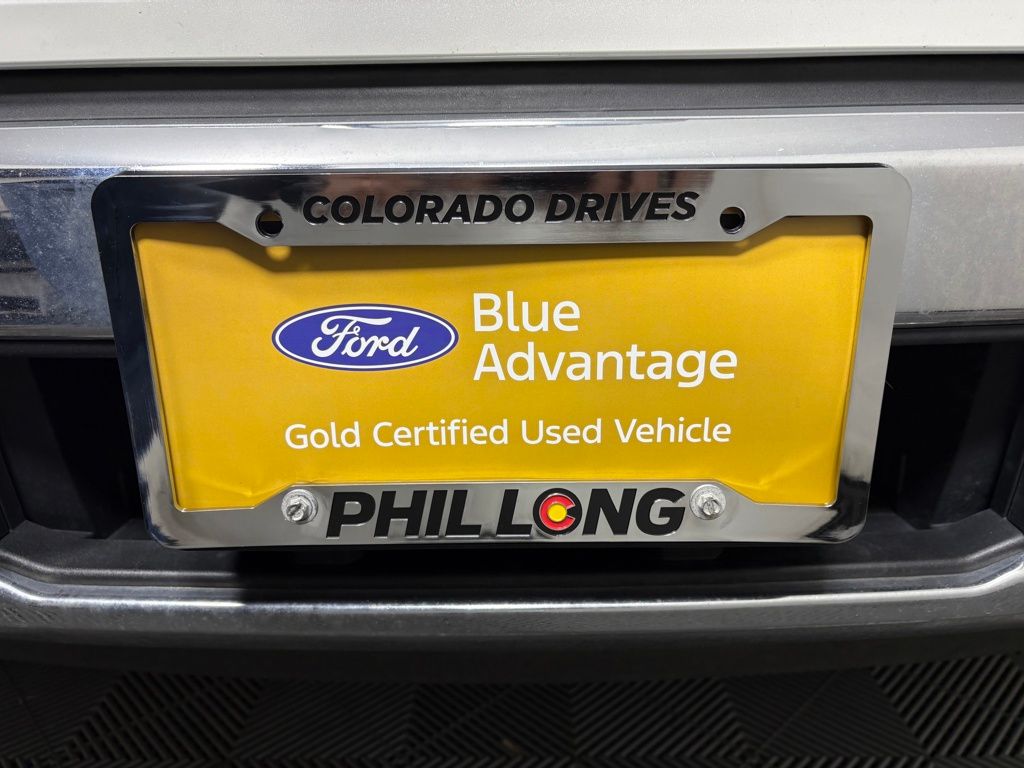 COLORADO DRIVES
Ford
Blue
Advantage
Gold Certified Used Vehicle
PHIL LONG